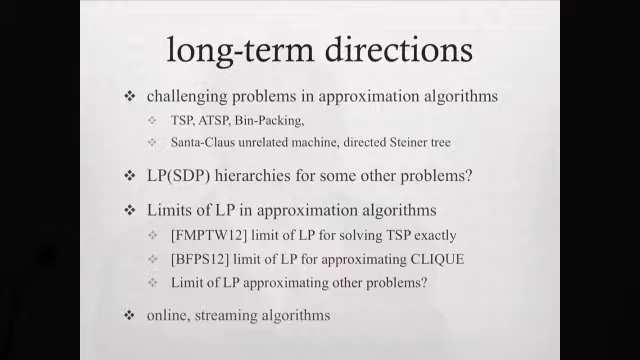 long-term directions
challenging problems in approximation algorithms
TSP, ATSP, Bin-Packing,
Santa-Claus unrelated machine, directed Steiner tree
LP(SDP) hierarchies for some other problems?
Limits of LP in approximation algorithms
[FMPTW12] limit of LP for solving TSP exactly
[BFPS12] limit of LP for approximating CLIQUE
Limit of LP approximating other problems?
online, streaming algorithms